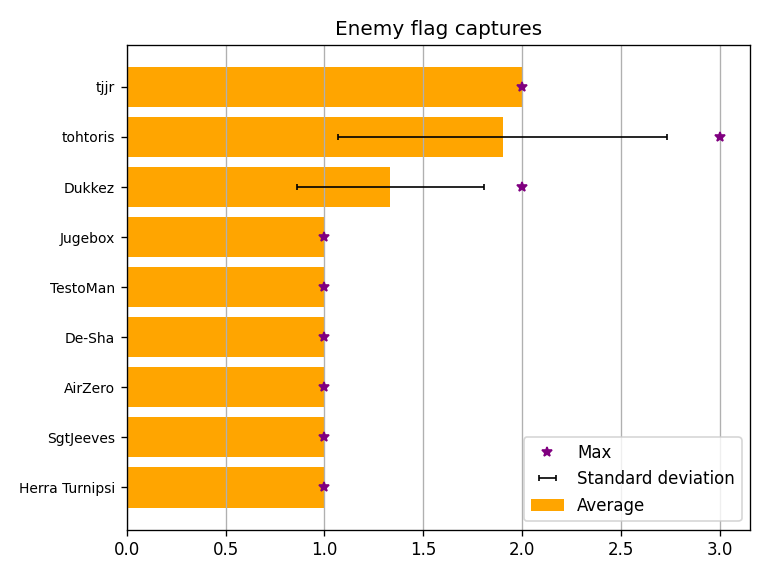 Enemy flag captures
tjjr
tohtoris
Dukkez
Jugebox
TestoMan
De-Sha
AirZero
SgtJeeves
Herra Turnipsi
Max
Standard deviation
Average
0.0 0.5 1.0 1.5 2.0 2.5 3.0